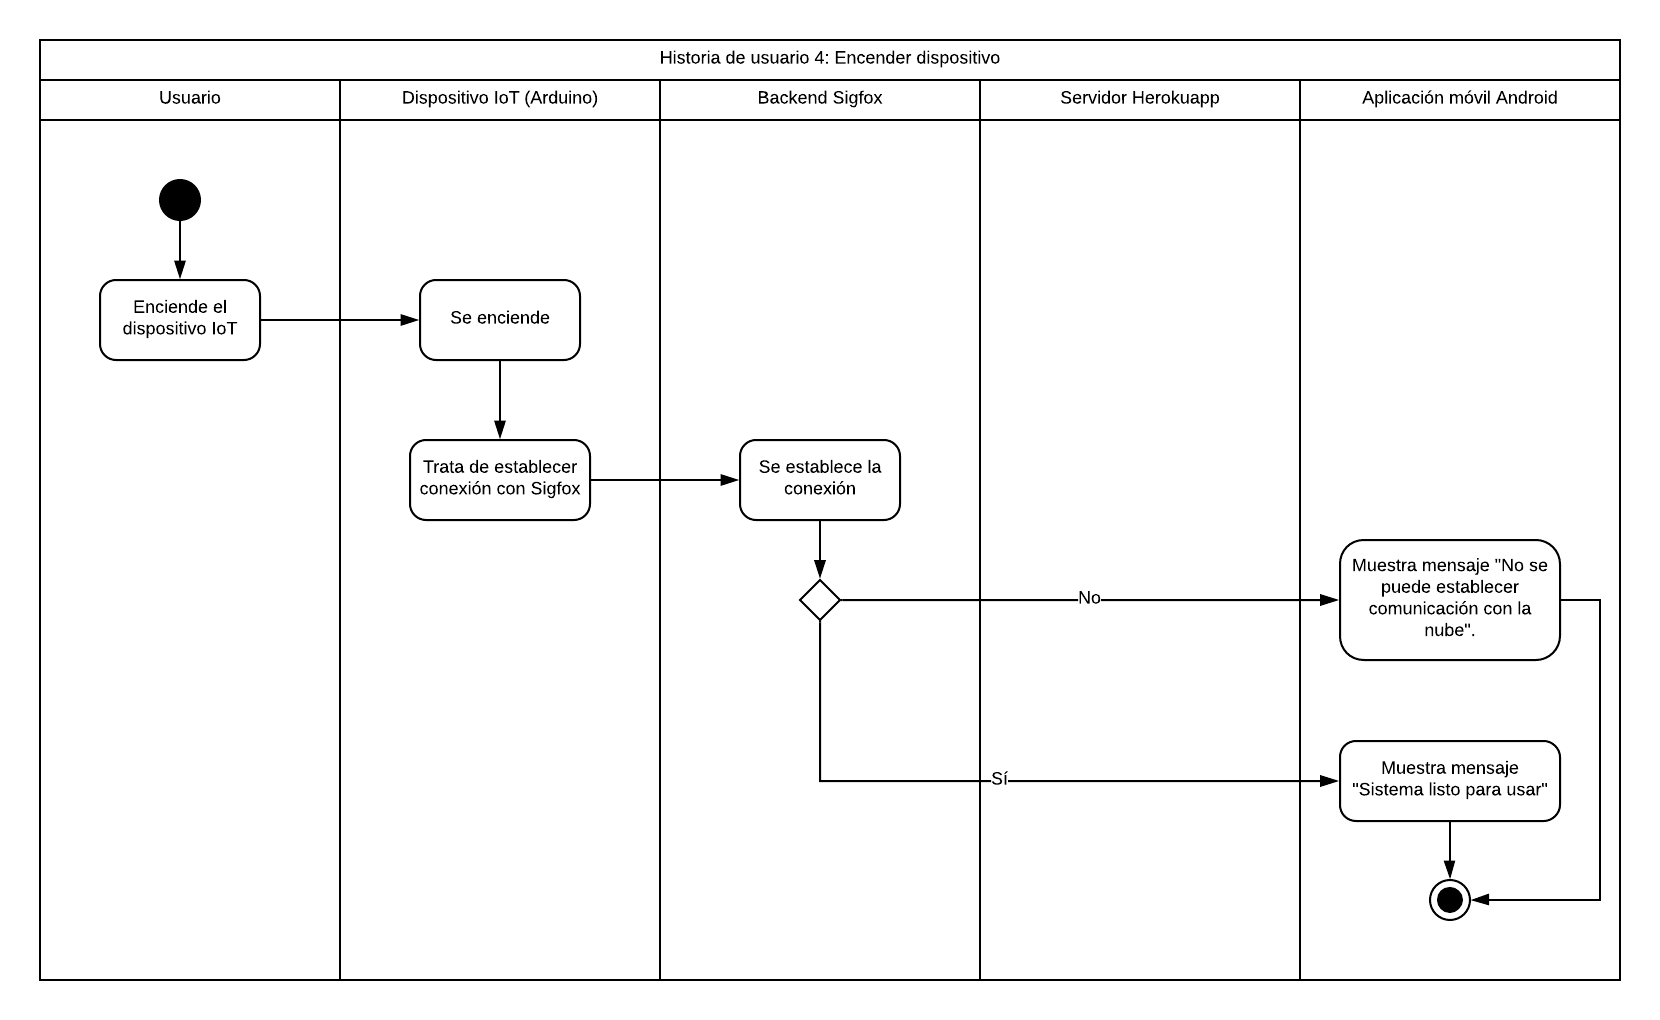 Historia de usuario 4: Encender dispositivo
Usuario
Dispositivo IoT (Arduino)
Backend Sigfox
Servidor Herokuapp
Aplicación móvil Android
Enciende el
dispositivo IoT
Se enciende
Trata de establecer
conexión con Sigfox
Se establece la
conexión
No
Muestra mensaje "No se
puede establecer
comunicación con la
nube".
Sí
Muestra mensaje
"Sistema listo para usar"